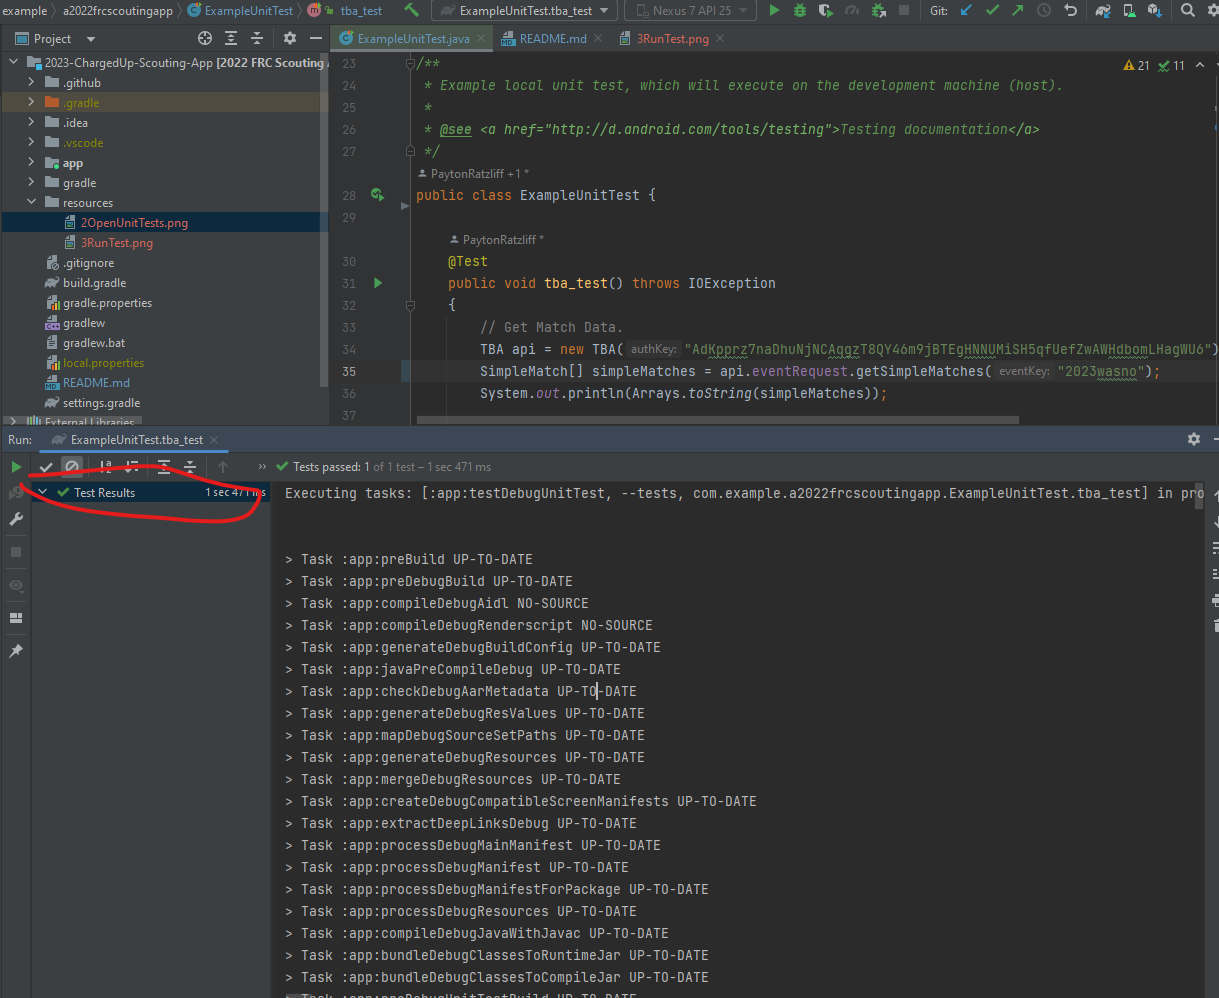 example a2022frcscoutingapp ExampleUnitTest tba_test ExampleUnitTest.tba_test Nexus 7 API 25 Git:
Project
ExampleUnitTest.java README.md 3RunTest.png
2023-ChargedUp-Scouting-App [2022 FRC Scouting
.github
.gradle
.idea
.vscode
app
gradle
resources
2OpenUnitTests.png
3RunTest.png
.gitignore
build.gradle
gradle.properties
gradlew
gradlew.bat
local.properties
README.md
settings.gradle
External Libraries
21 11
23 /**
24 * Example local unit test, which will execute on the development machine (host).
25 *
26 * @see <a href="http://d.android.com/tools/testing">Testing documentation</a>
27 */
PaytonRatzliff +1 *
28 public class ExampleUnitTest {
29
PaytonRatzliff *
30 @Test
31 public void tba_test() throws IOException
32 {
33 // Get Match Data.
34 TBA api = new TBA( authKey: "AdKpprz7naDhuNjNCAqgzT8QY46m9jBTEgHNNUMiSH5qfUefZwAWHdbomLHagWU6")
35 SimpleMatch[] simpleMatches = api.eventRequest.getSimpleMatches( eventKey: "2023wasno");
36 System.out.println(Arrays.toString(simpleMatches));
37
Run: ExampleUnitTest.tba_test
Tests passed: 1 of 1 test – 1 sec 471 ms
Test Results 1 sec 471 ms
Executing tasks: [:app:testDebugUnitTest, --tests, com.example.a2022frcscoutingapp.ExampleUnitTest.tba_test] in pro
> Task :app:preBuild UP-TO-DATE
> Task :app:preDebugBuild UP-TO-DATE
> Task :app:compileDebugAidl NO-SOURCE
> Task :app:compileDebugRenderscript NO-SOURCE
> Task :app:generateDebugBuildConfig UP-TO-DATE
> Task :app:javaPreCompileDebug UP-TO-DATE
> Task :app:checkDebugAarMetadata UP-TO-DATE
> Task :app:generateDebugResValues UP-TO-DATE
> Task :app:mapDebugSourceSetPaths UP-TO-DATE
> Task :app:generateDebugResources UP-TO-DATE
> Task :app:mergeDebugResources UP-TO-DATE
> Task :app:createDebugCompatibleScreenManifests UP-TO-DATE
> Task :app:extractDeepLinksDebug UP-TO-DATE
> Task :app:processDebugMainManifest UP-TO-DATE
> Task :app:processDebugManifest UP-TO-DATE
> Task :app:processDebugManifestForPackage UP-TO-DATE
> Task :app:processDebugResources UP-TO-DATE
> Task :app:compileDebugJavaWithJavac UP-TO-DATE
> Task :app:bundleDebugClassesToRuntimeJar UP-TO-DATE
> Task :app:bundleDebugClassesToCompileJar UP-TO-DATE
> Task :app:preDebugUnitTestBuild UP-TO-DATE